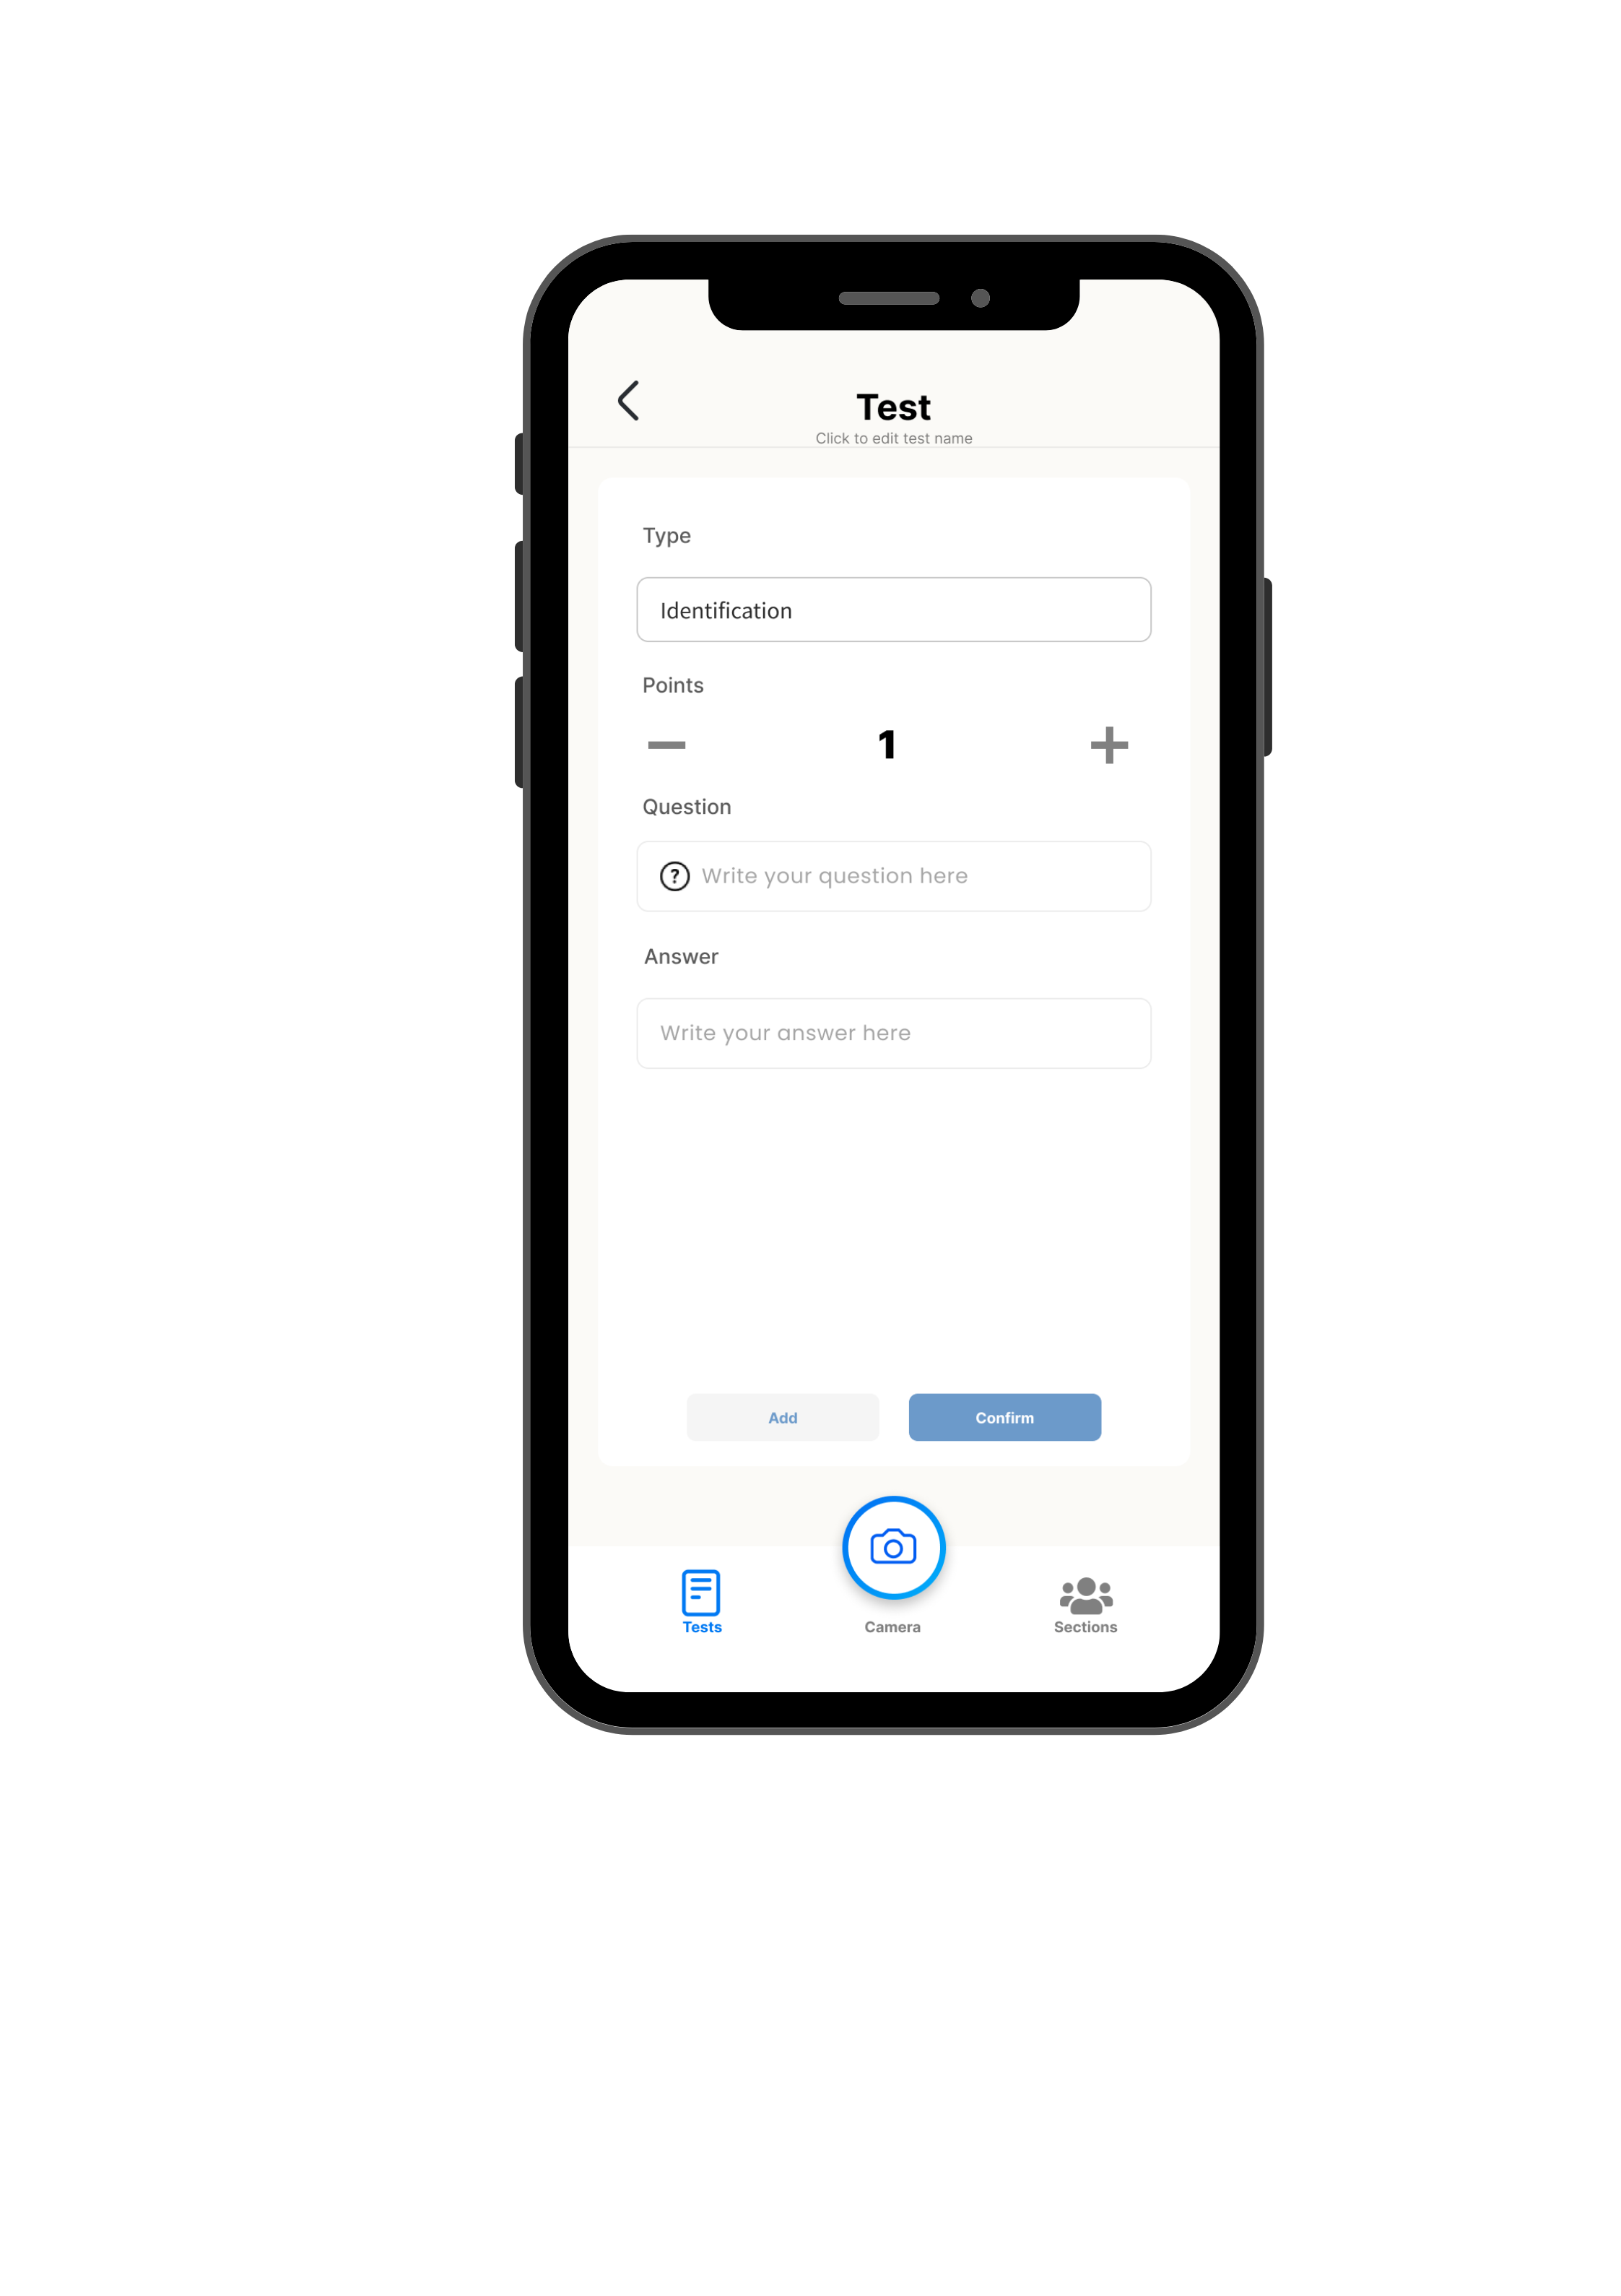 Test
Click to edit test name
Type
Identification
Points
1
Question
Write your question here
Answer
Write your answer here
Add
Confirm
Tests
Camera
Sections